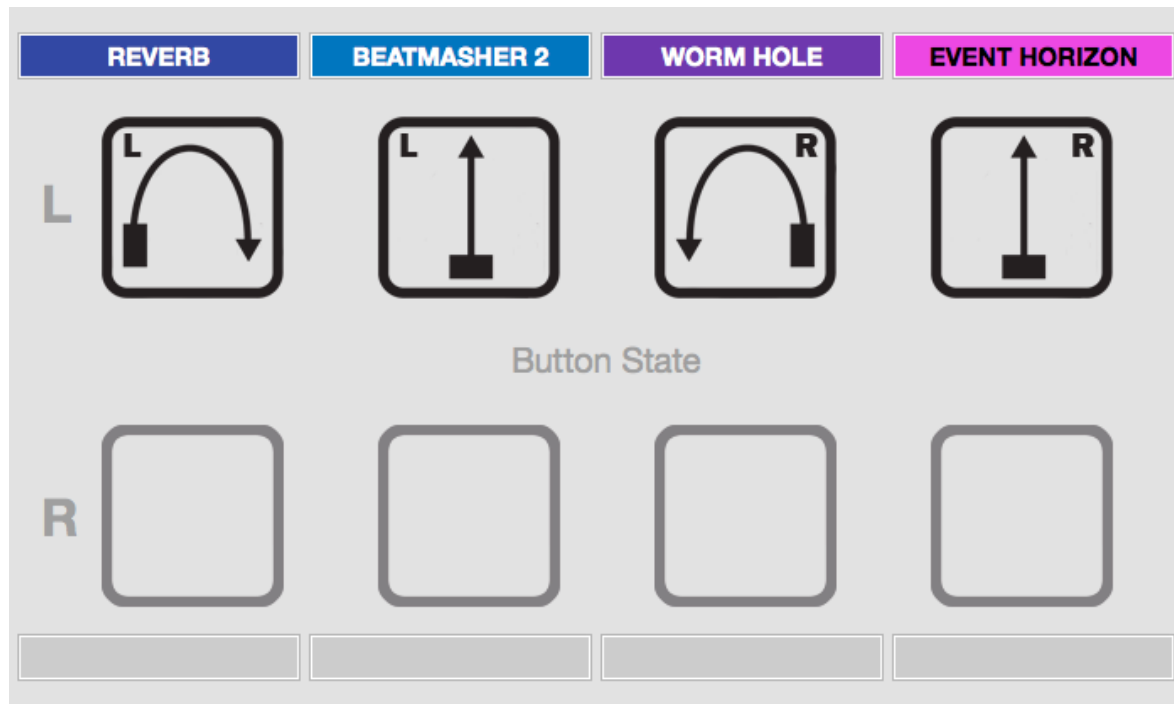 REVERB BEATMASHER 2 WORM HOLE EVENT HORIZON
L L L R R
Button State
R